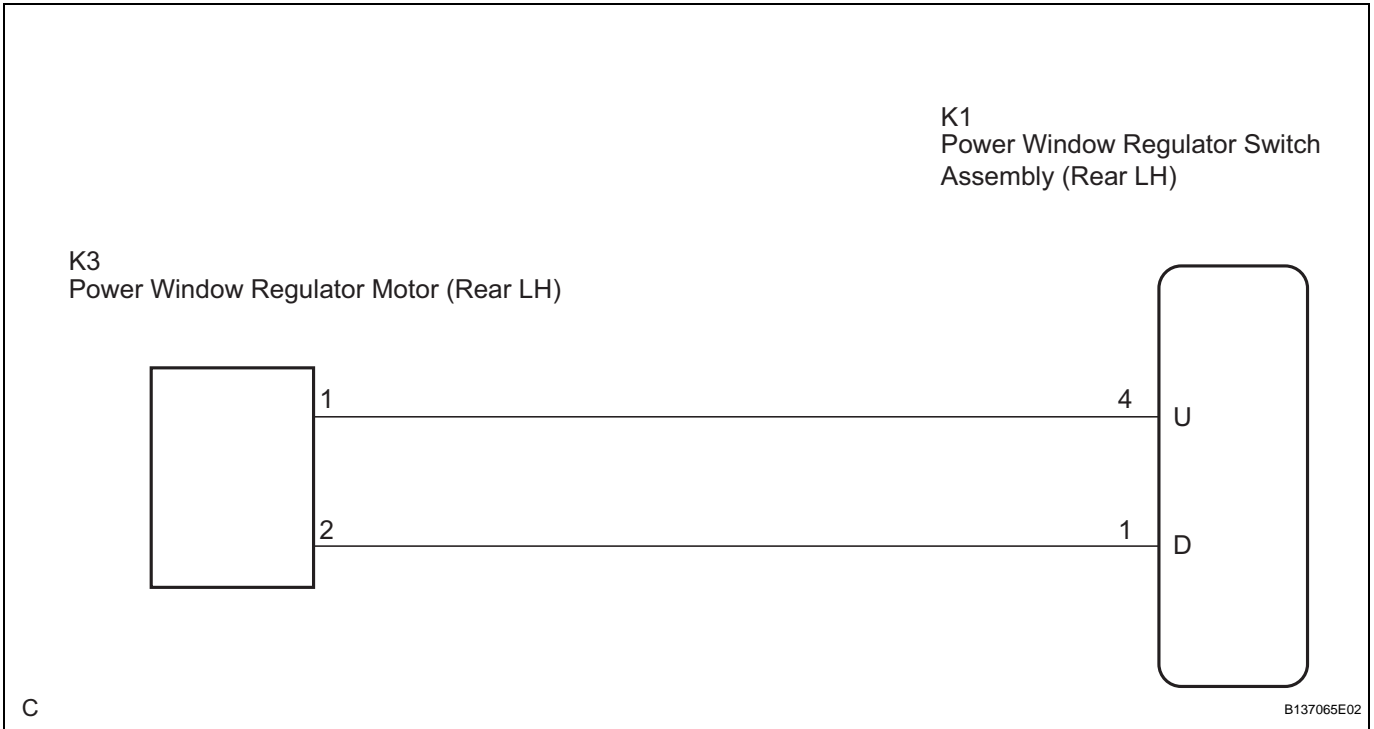 K1
Power Window Regulator Switch
Assembly (Rear LH)
K3
Power Window Regulator Motor (Rear LH)
1
4
U
2
1
D
C
B137065E02